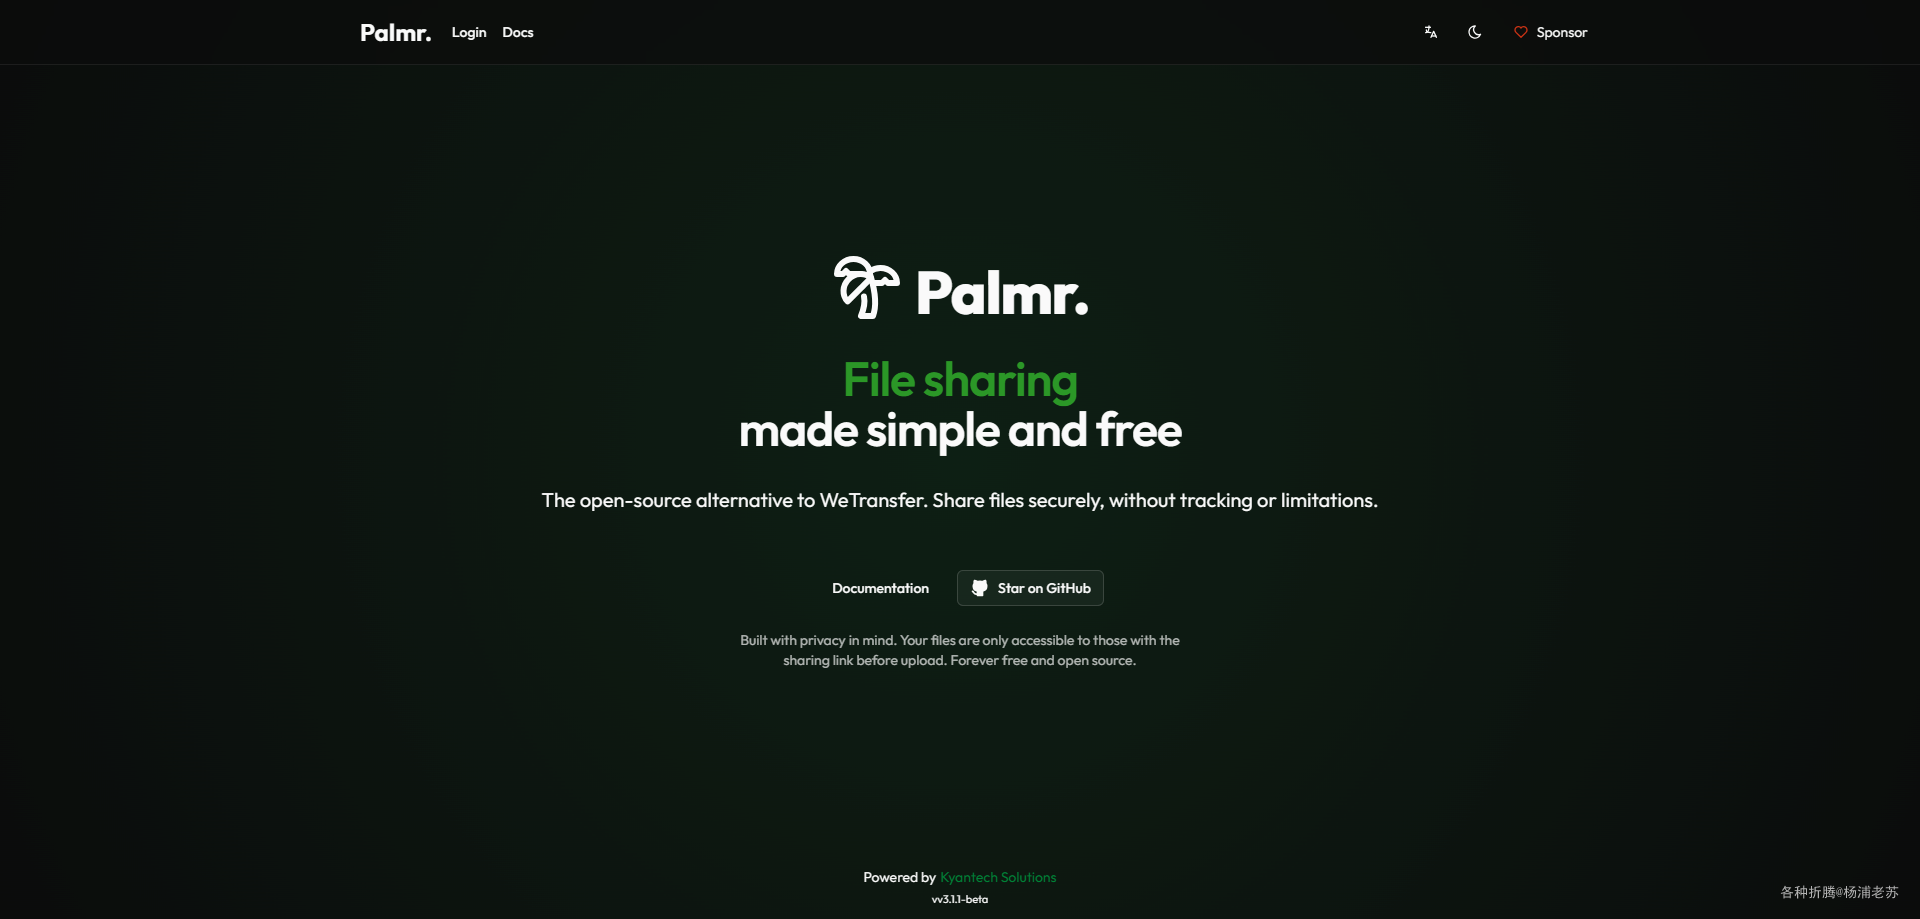 Palmr. Login Docs Sponsor
Palmr.
File sharing
made simple and free
The open-source alternative to WeTransfer. Share files securely, without tracking or limitations.
Documentation Star on GitHub
Built with privacy in mind. Your files are only accessible to those with the
sharing link before upload. Forever free and open source.
Powered by Kyantech Solutions
vv3.1.1-beta
各种折腾@杨浦老苏